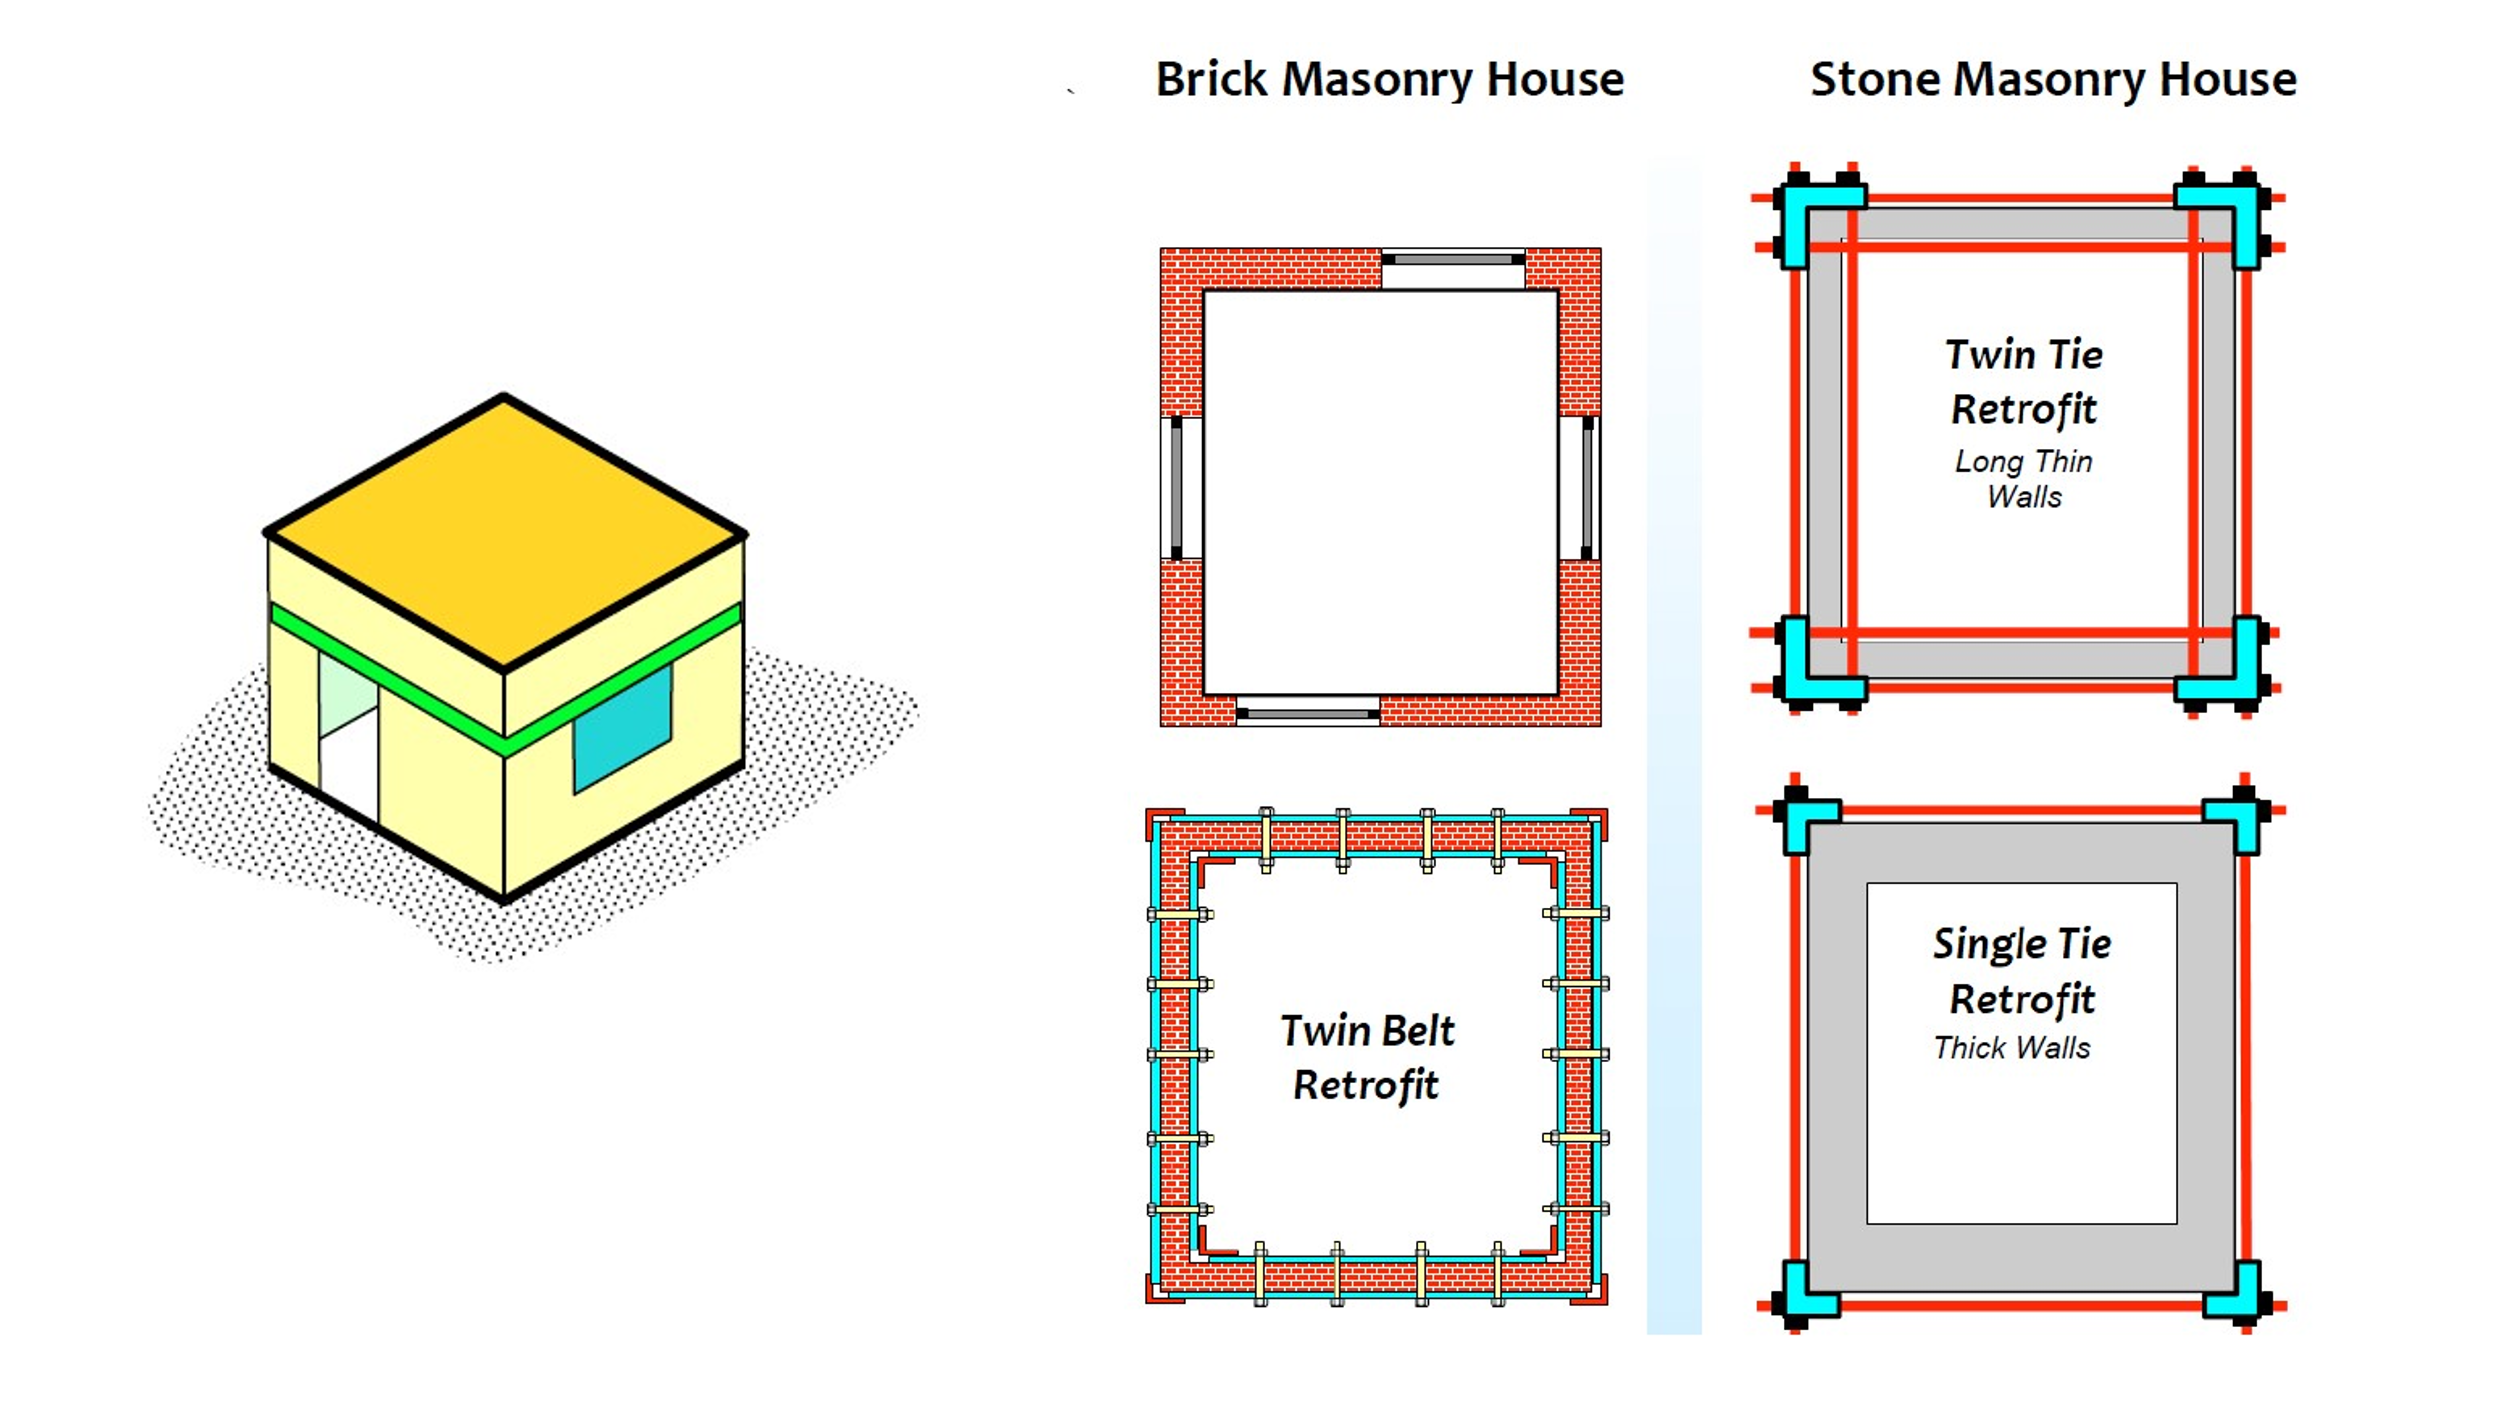 Brick Masonry House
Stone Masonry House
Twin Tie
Retrofit
Long Thin
Walls
Twin Belt
Retrofit
Single Tie
Retrofit
Thick Walls